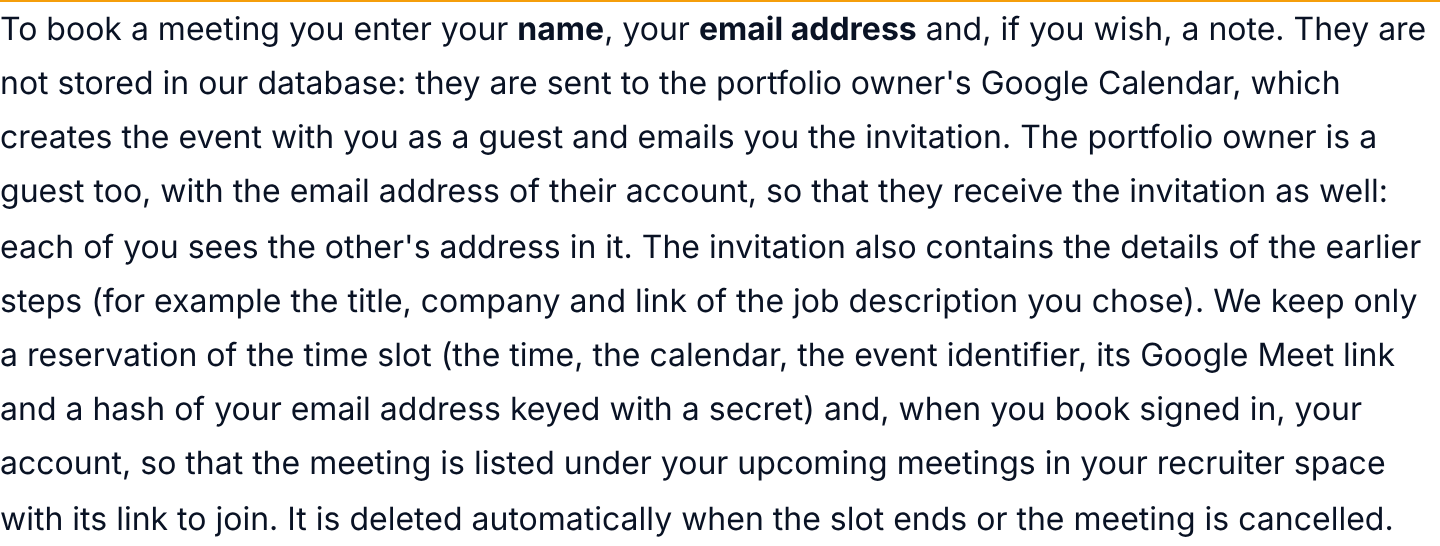 To book a meeting you enter your name, your email address and, if you wish, a note. They are
not stored in our database: they are sent to the portfolio owner's Google Calendar, which
creates the event with you as a guest and emails you the invitation. The portfolio owner is a
guest too, with the email address of their account, so that they receive the invitation as well:
each of you sees the other's address in it. The invitation also contains the details of the earlier
steps (for example the title, company and link of the job description you chose). We keep only
a reservation of the time slot (the time, the calendar, the event identifier, its Google Meet link
and a hash of your email address keyed with a secret) and, when you book signed in, your
account, so that the meeting is listed under your upcoming meetings in your recruiter space
with its link to join. It is deleted automatically when the slot ends or the meeting is cancelled.